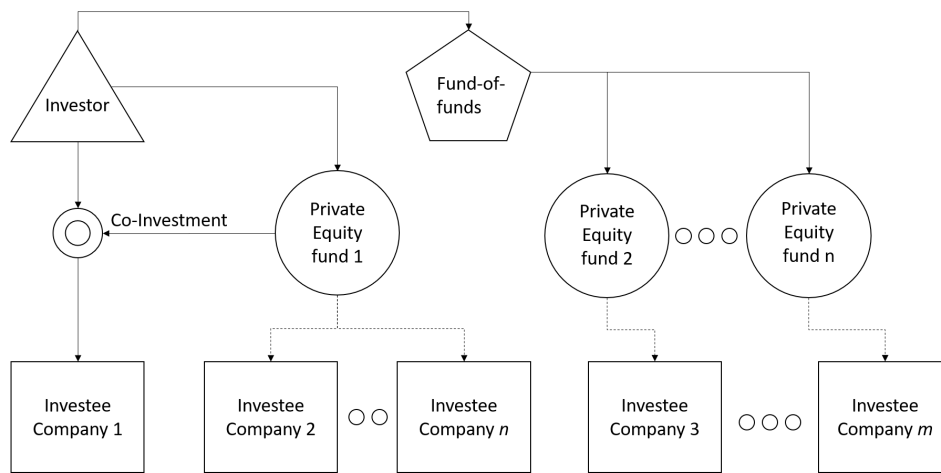 Investor
Fund-of-
funds
Co-Investment
Private
Equity
fund 1
Private
Equity
fund 2
Private
Equity
fund n
Investee
Company 1
Investee
Company 2
Investee
Company n
Investee
Company 3
Investee
Company m